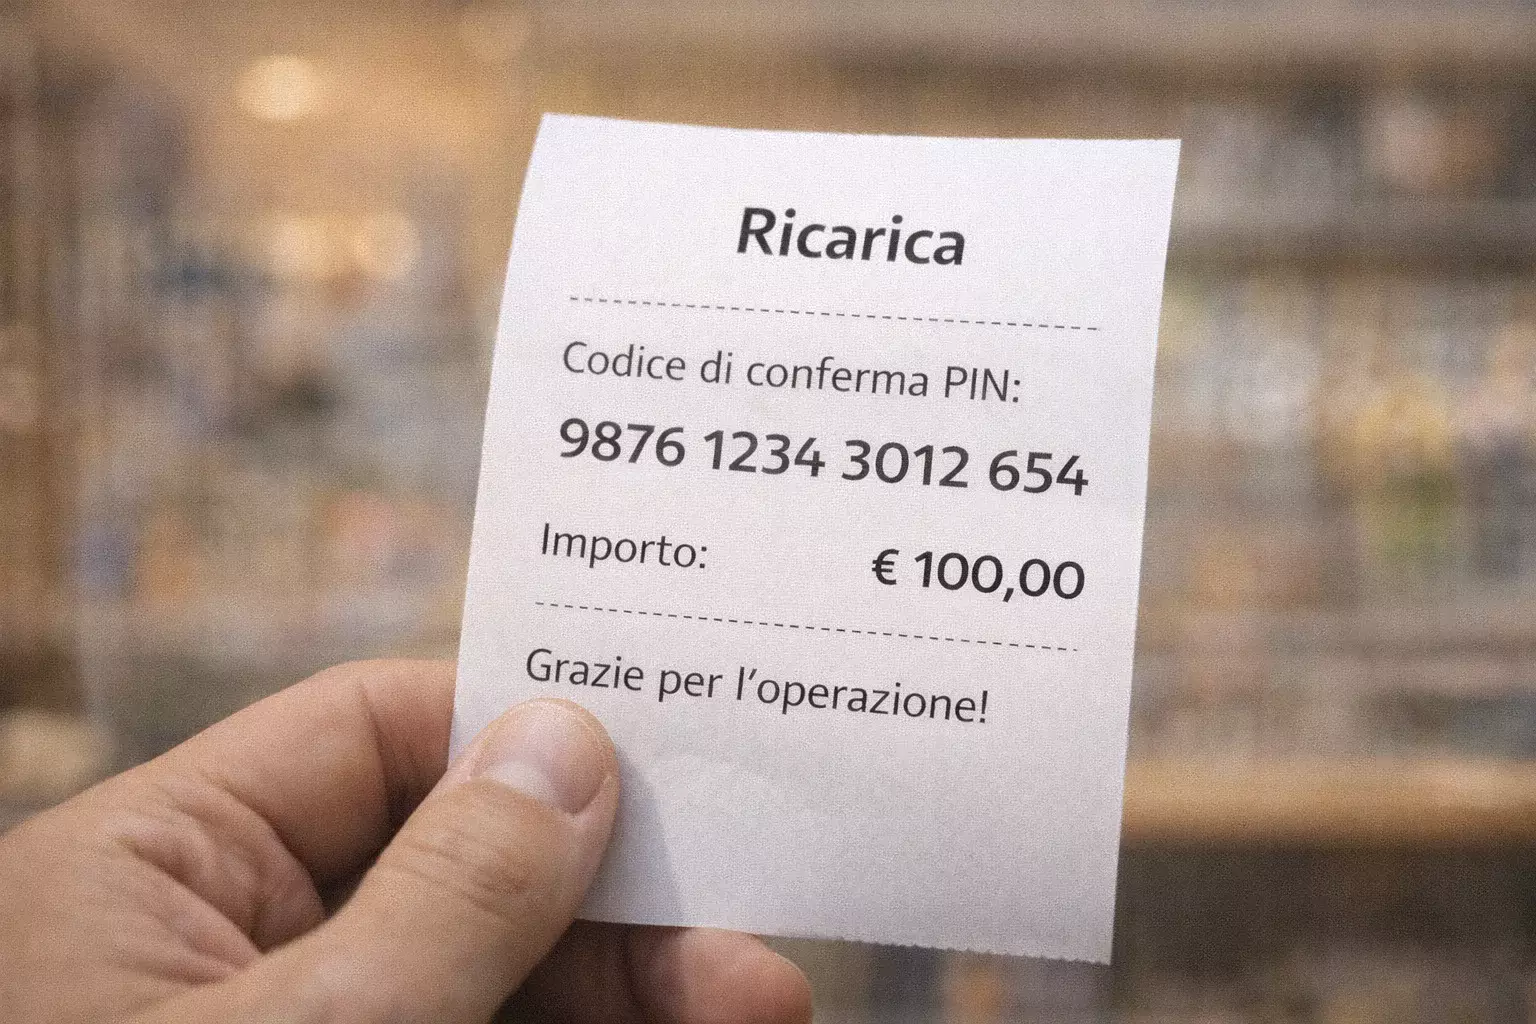 Ricarica
Codice di conferma PIN:
9876 1234 3012 654
Importo: € 100,00
Grazie per l'operazione!